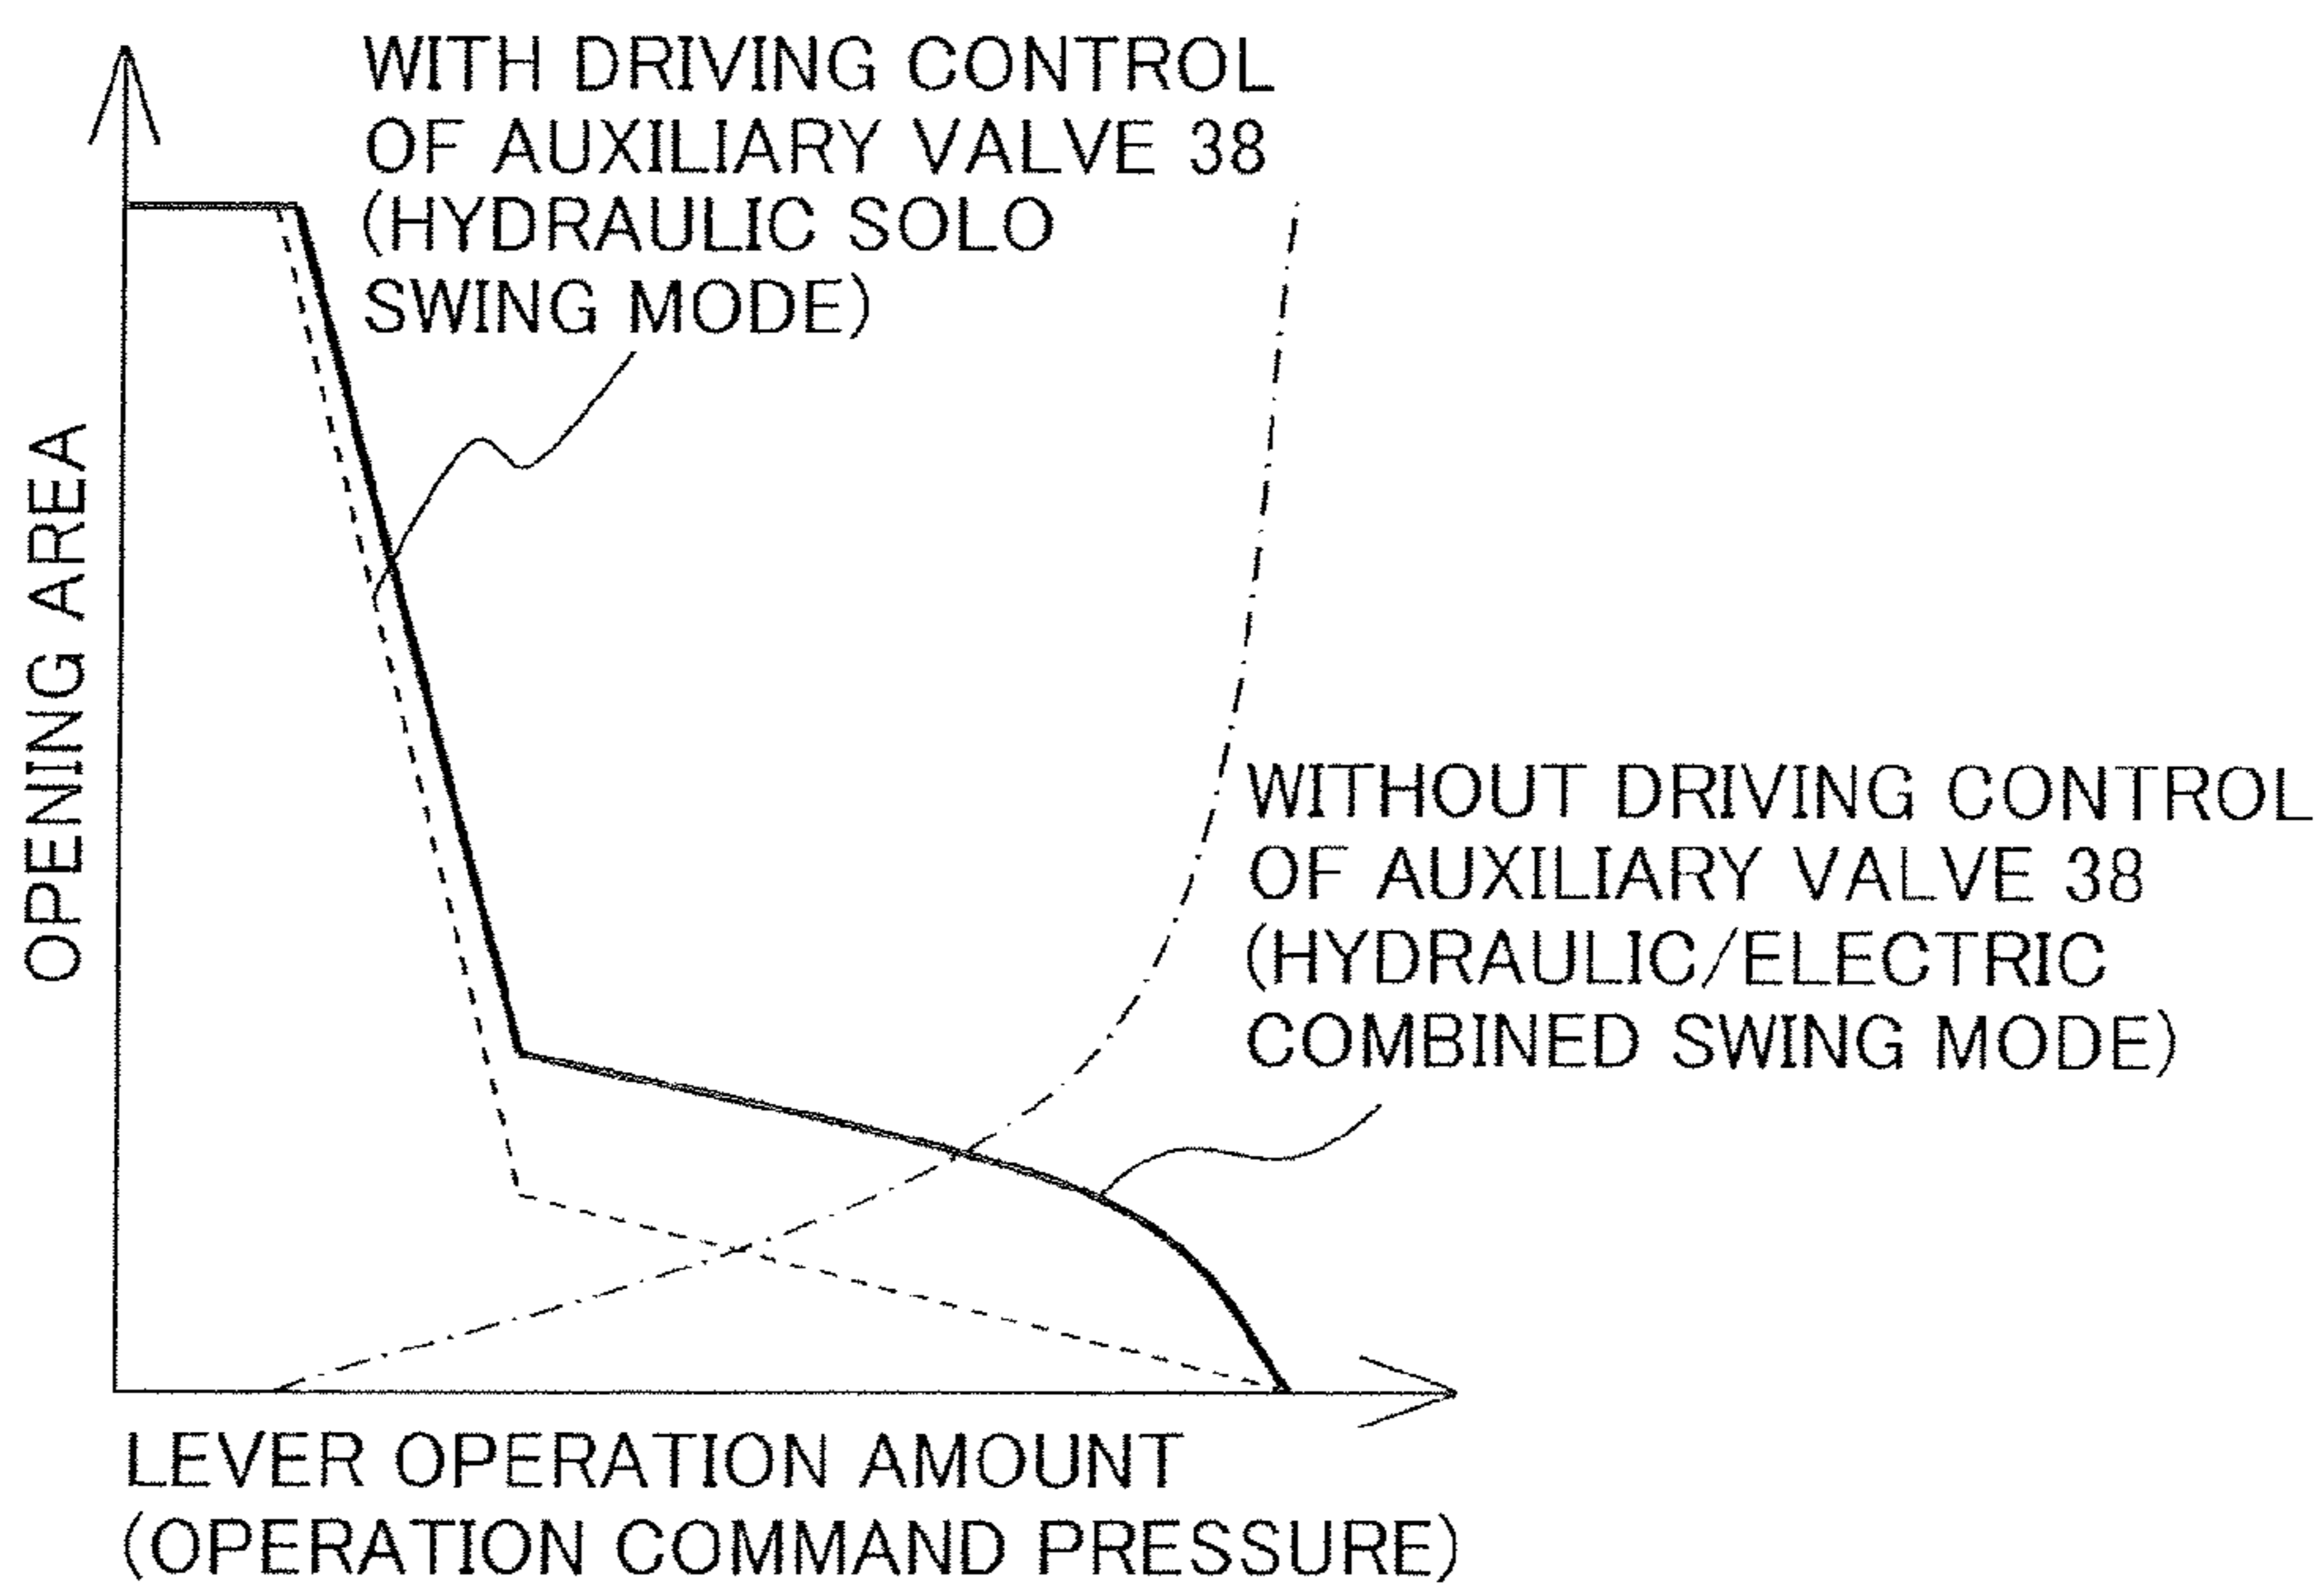 WITH DRIVING CONTROL
OF AUXILIARY VALVE 38
(HYDRAULIC SOLO
SWING MODE)
OPENING AREA
WITHOUT DRIVING CONTROL
OF AUXILIARY VALVE 38
(HYDRAULIC/ELECTRIC
COMBINED SWING MODE)
LEVER OPERATION AMOUNT
(OPERATION COMMAND PRESSURE)